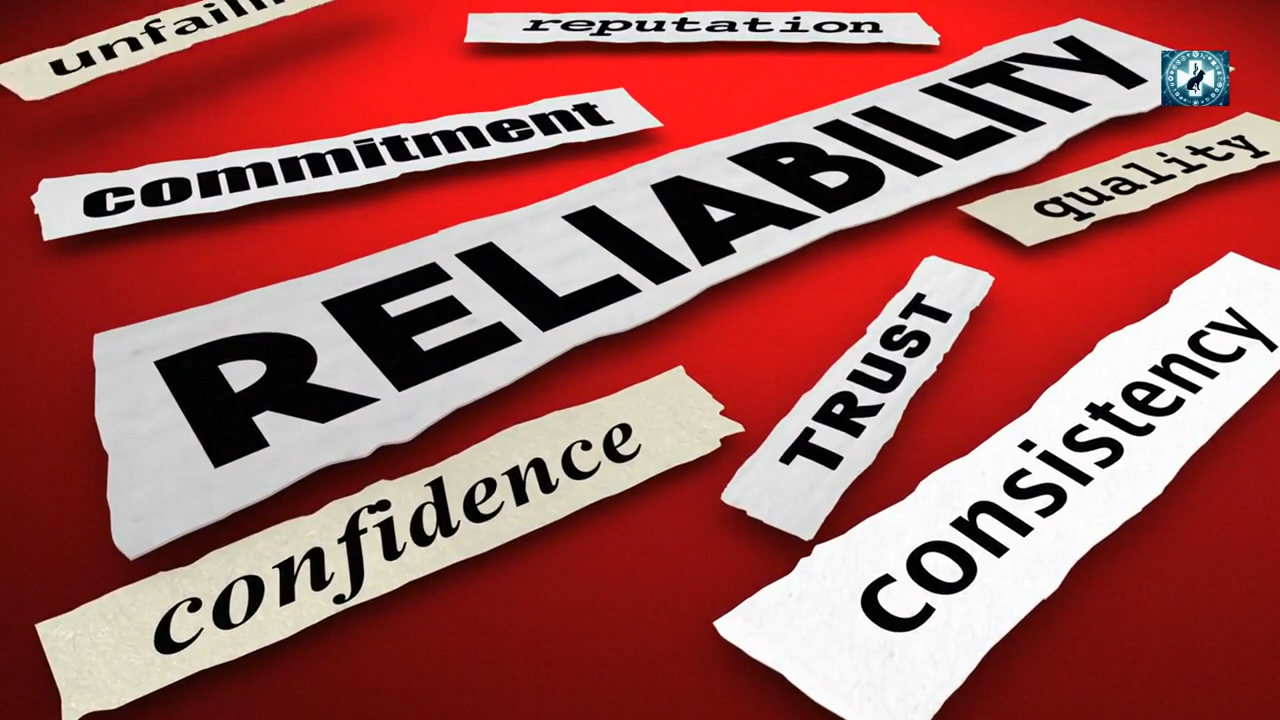 reputation
commitment
RELIABILITY
quality
TRUST
confidence
consistency